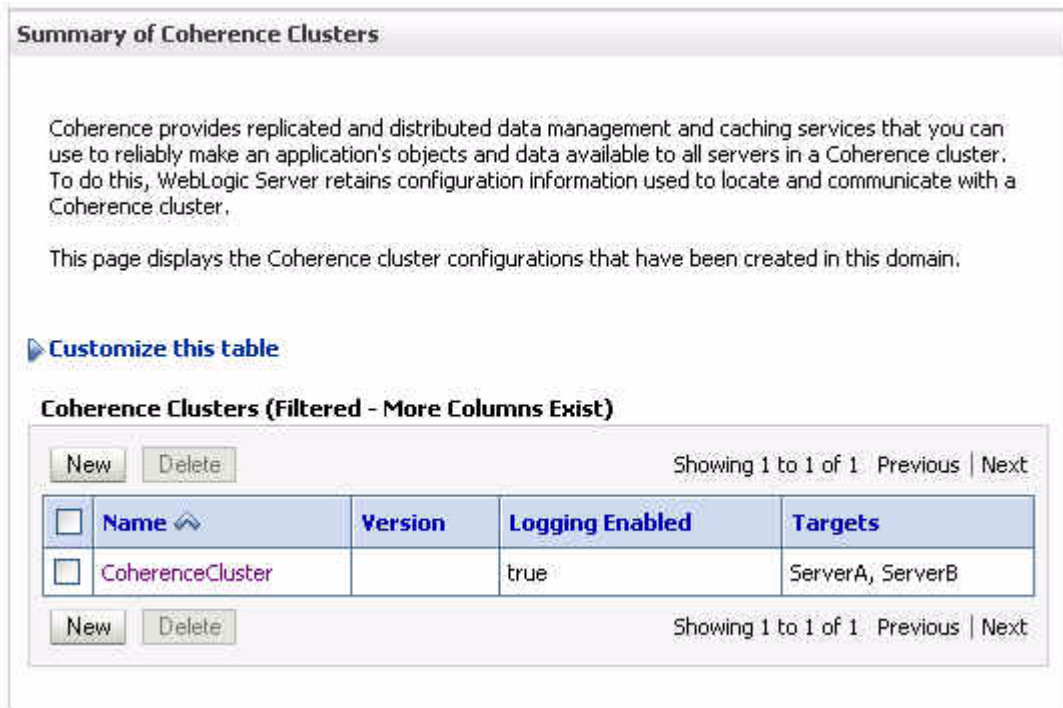 Summary of Coherence Clusters
Coherence provides replicated and distributed data management and caching services that you can
use to reliably make an application's objects and data available to all servers in a Coherence cluster.
To do this, WebLogic Server retains configuration information used to locate and communicate with a
Coherence cluster.
This page displays the Coherence cluster configurations that have been created in this domain.
Customize this table
Coherence Clusters (Filtered - More Columns Exist)
New Delete Showing 1 to 1 of 1 Previous | Next
Name Version Logging Enabled Targets
CoherenceCluster true ServerA, ServerB
New Delete Showing 1 to 1 of 1 Previous | Next